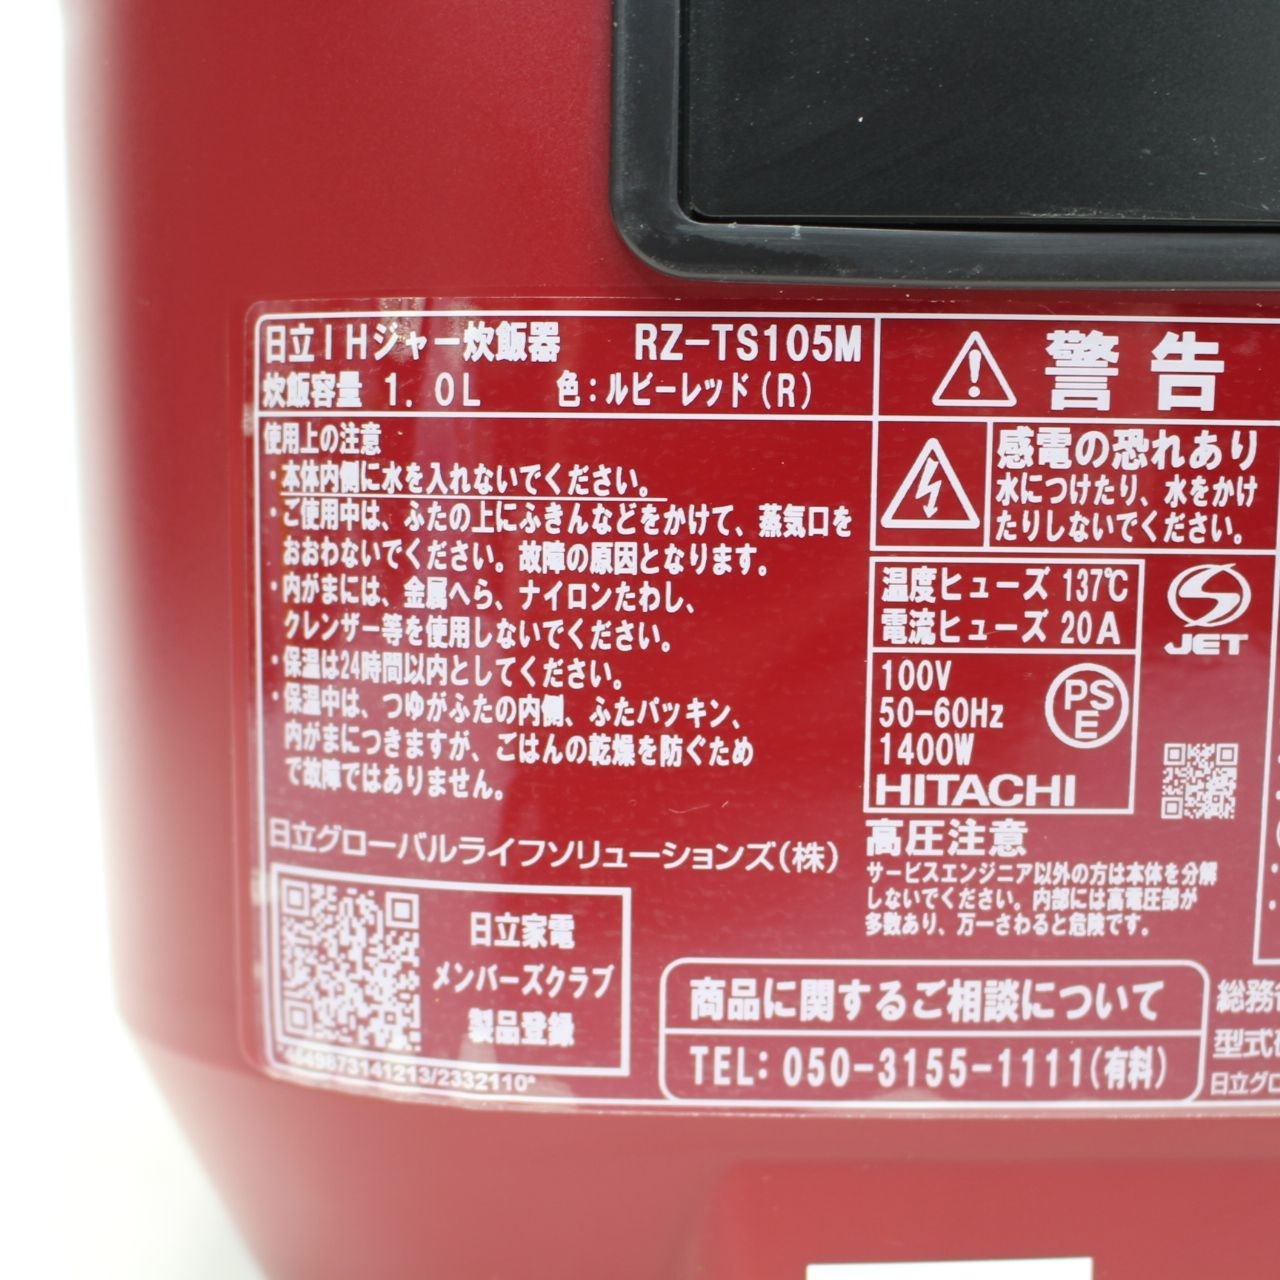 日立IHジャー炊飯器 RZ-TS105M
炊飯容量 1.0L 色:ルビーレッド(R)
使用上の注意
・本体内側に水を入れないでください。
・ご使用中は、ふたの上にふきんなどをかけて、蒸気口を
おおわないでください。故障の原因となります。
・内がまには、金属へら、ナイロンたわし、
クレンザー等を使用しないでください。
・保温は24時間以内としてください。
・保温中は、つゆがふたの内側、ふたパッキン、
内がまにつきますが、ごはんの乾燥を防ぐため
で故障ではありません。
日立グローバルライフソリューションズ(株)
日立家電
メンバーズクラブ
製品登録
警告
感電の恐れあり
水につけたり、水をかけ
たりしないでください。
温度ヒューズ 137℃
電流ヒューズ 20A
JET
100V
50-60Hz
1400W
PS
E
HITACHI
高圧注意
サービスエンジニア以外の方は本体を分解
しないでください。内部には高電圧部が
多数あり、万一さわると危険です。
商品に関するご相談について
TEL:050-3155-1111(有料)
総務
型式
日立グロ